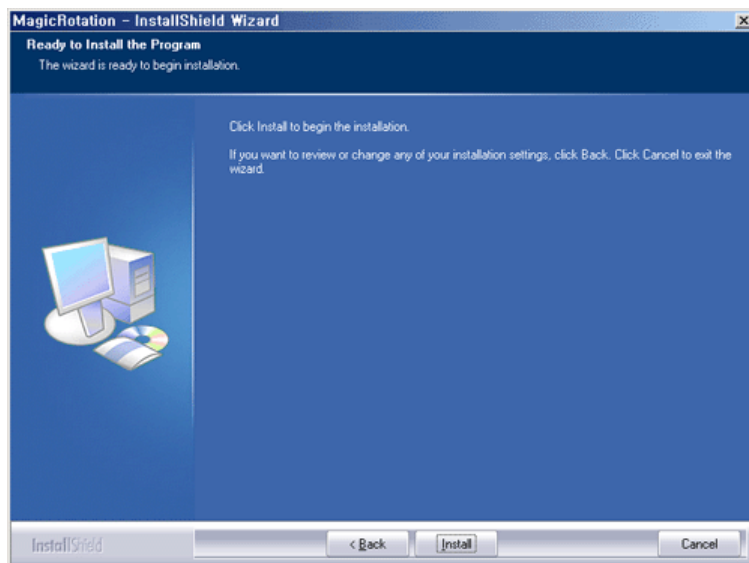 MagicRotation – InstallShield Wizard
Ready to Install the Program
The wizard is ready to begin installation.
Click Install to begin the installation.
If you want to review or change any of your installation settings, click Back. Click Cancel to exit the
wizard.
InstallShield
< Back
Install
Cancel